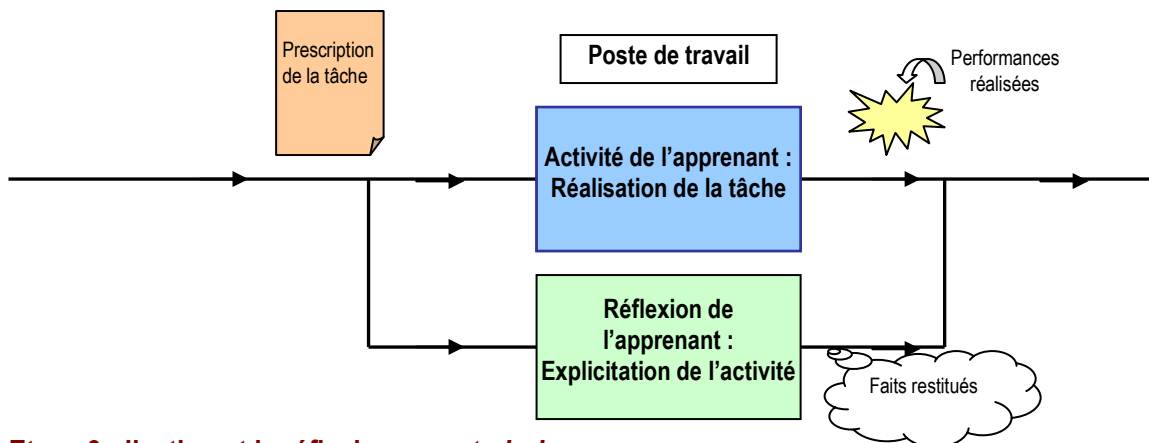 Prescription
de la tâche
Poste de travail
Performances
réalisées
Activité de l’apprenant :
Réalisation de la tâche
Réflexion de
l’apprenant :
Explicitation de l’activité
Faits restitués